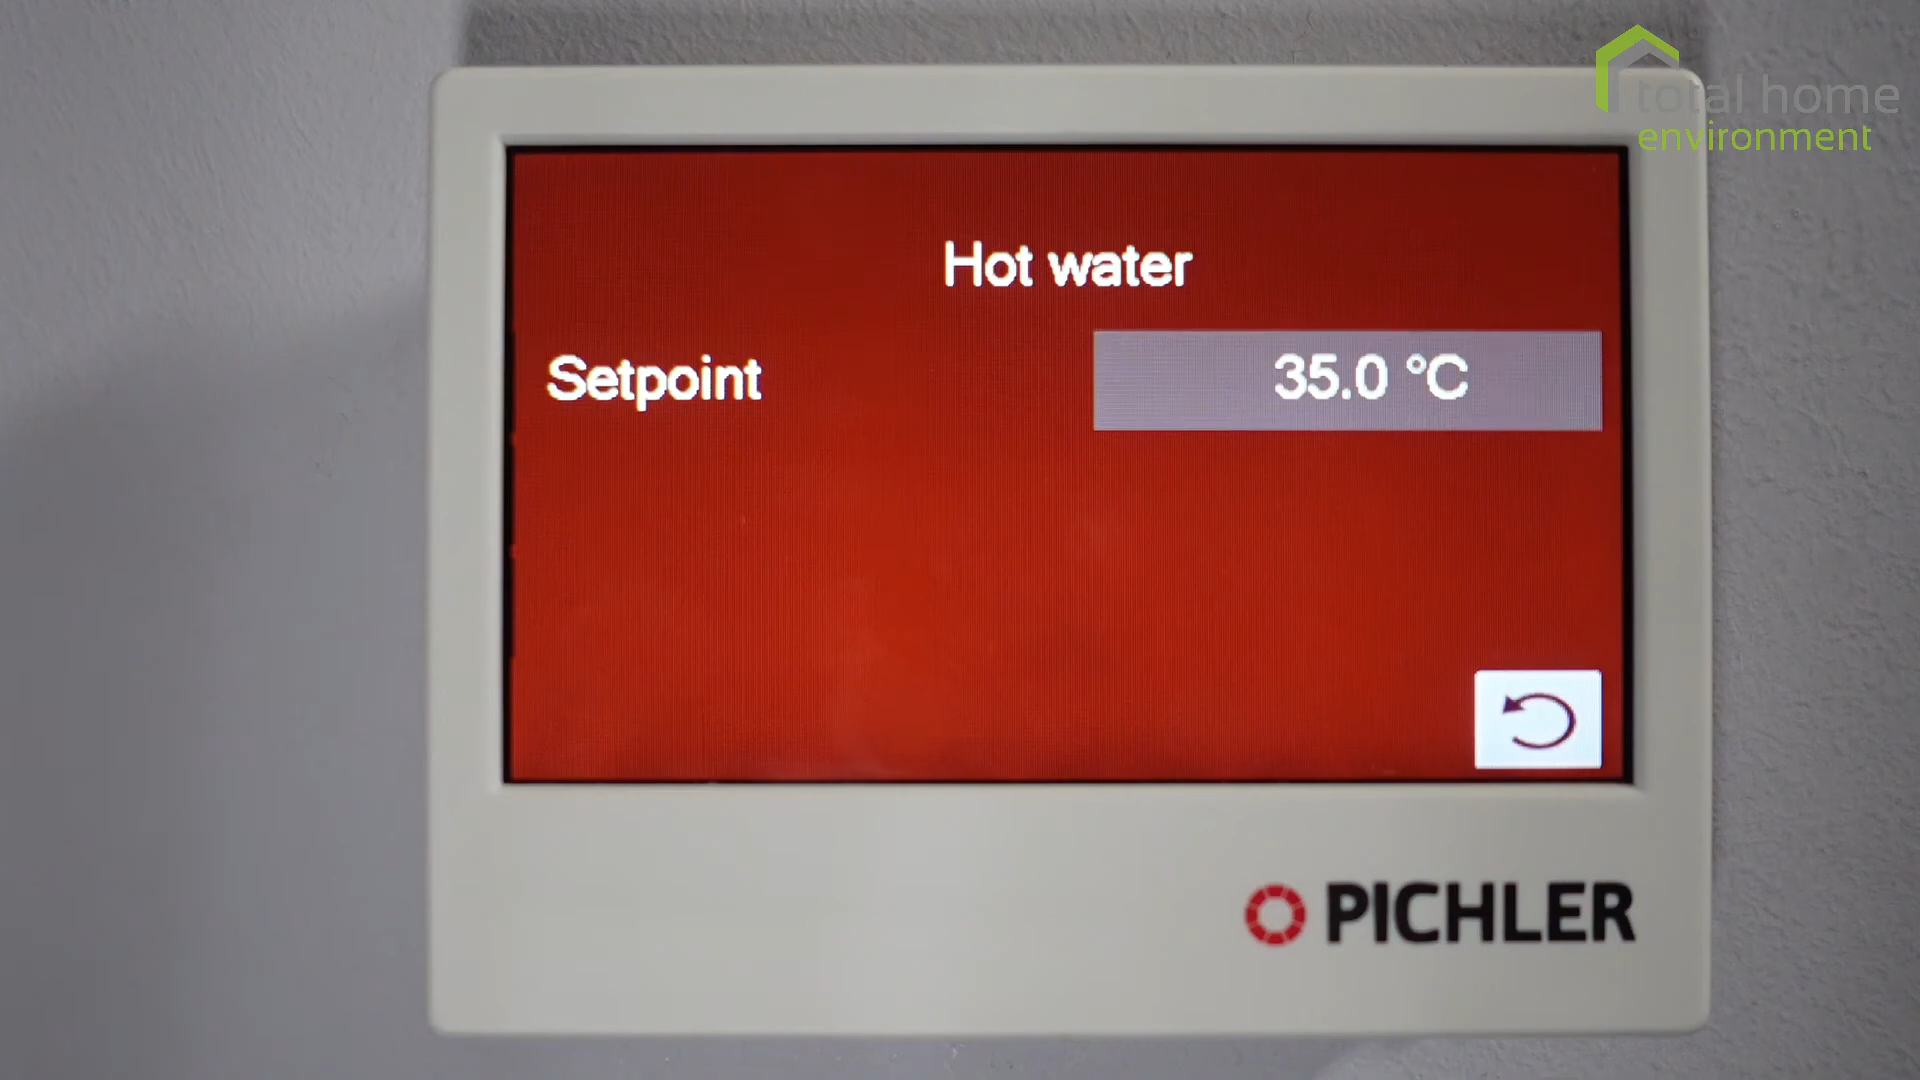 total home
environment
Hot water
Setpoint 35.0 °C
PICHLER